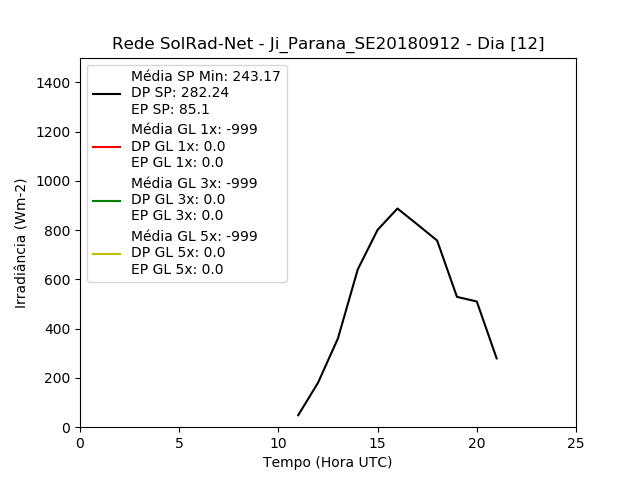 Rede SolRad-Net - Ji_Parana_SE20180912 - Dia [12]
Média SP Min: 243.17
DP SP: 282.24
EP SP: 85.1
Média GL 1x: -999
DP GL 1x: 0.0
EP GL 1x: 0.0
Média GL 3x: -999
DP GL 3x: 0.0
EP GL 3x: 0.0
Média GL 5x: -999
DP GL 5x: 0.0
EP GL 5x: 0.0
Irradiância (Wm-2)
1400
1200
1000
800
600
400
200
0
0 5 10 15 20 25
Tempo (Hora UTC)